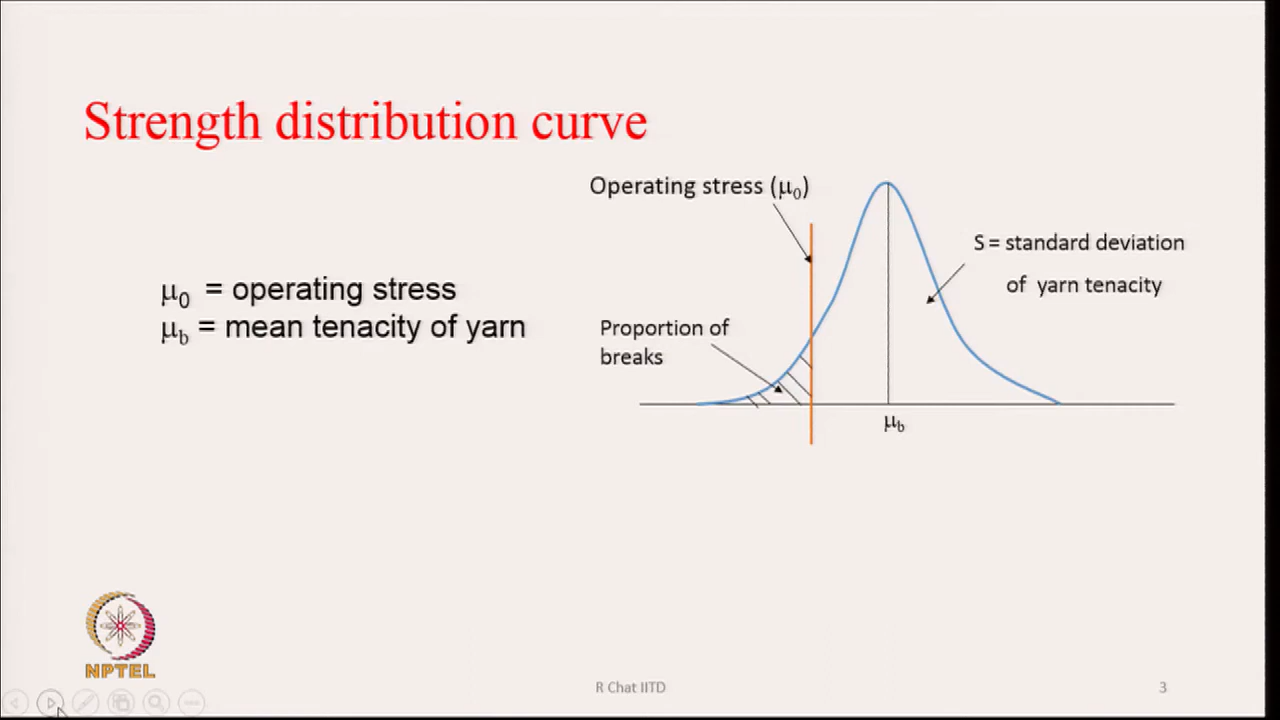 Strength distribution curve
Operating stress (μ₀)
S = standard deviation
of yarn tenacity
μ₀ = operating stress
μb = mean tenacity of yarn
Proportion of
breaks
μb
NPTEL
R Chat IITD
3